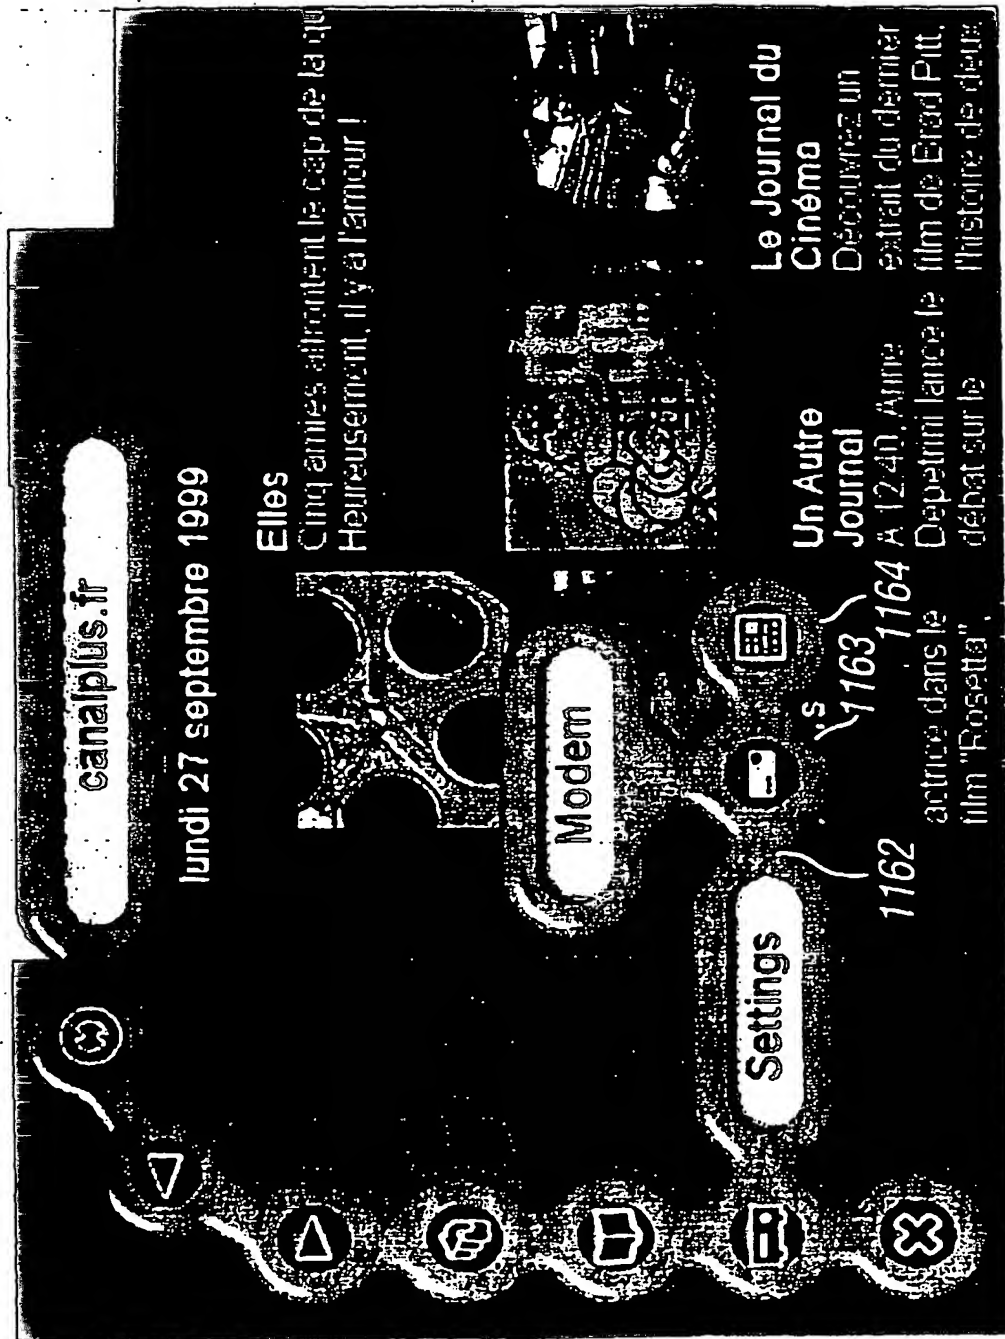 canalplus.fr
lundi 27 septembre 1999
Elles
Cinq amies affrontent le cap de la qu
Heureusement, il y a l'amour !
Modem
Settings
,s
1162
1163
1164
actrice dans le
film "Rosetta",
Un Autre
Journal
A 12:40, Anne
Depetrini lance le
débat sur le
Le Journal du
Cinéma
Découvrez un
extrait du dernier
film de Brad Pitt,
l'histoire de deux